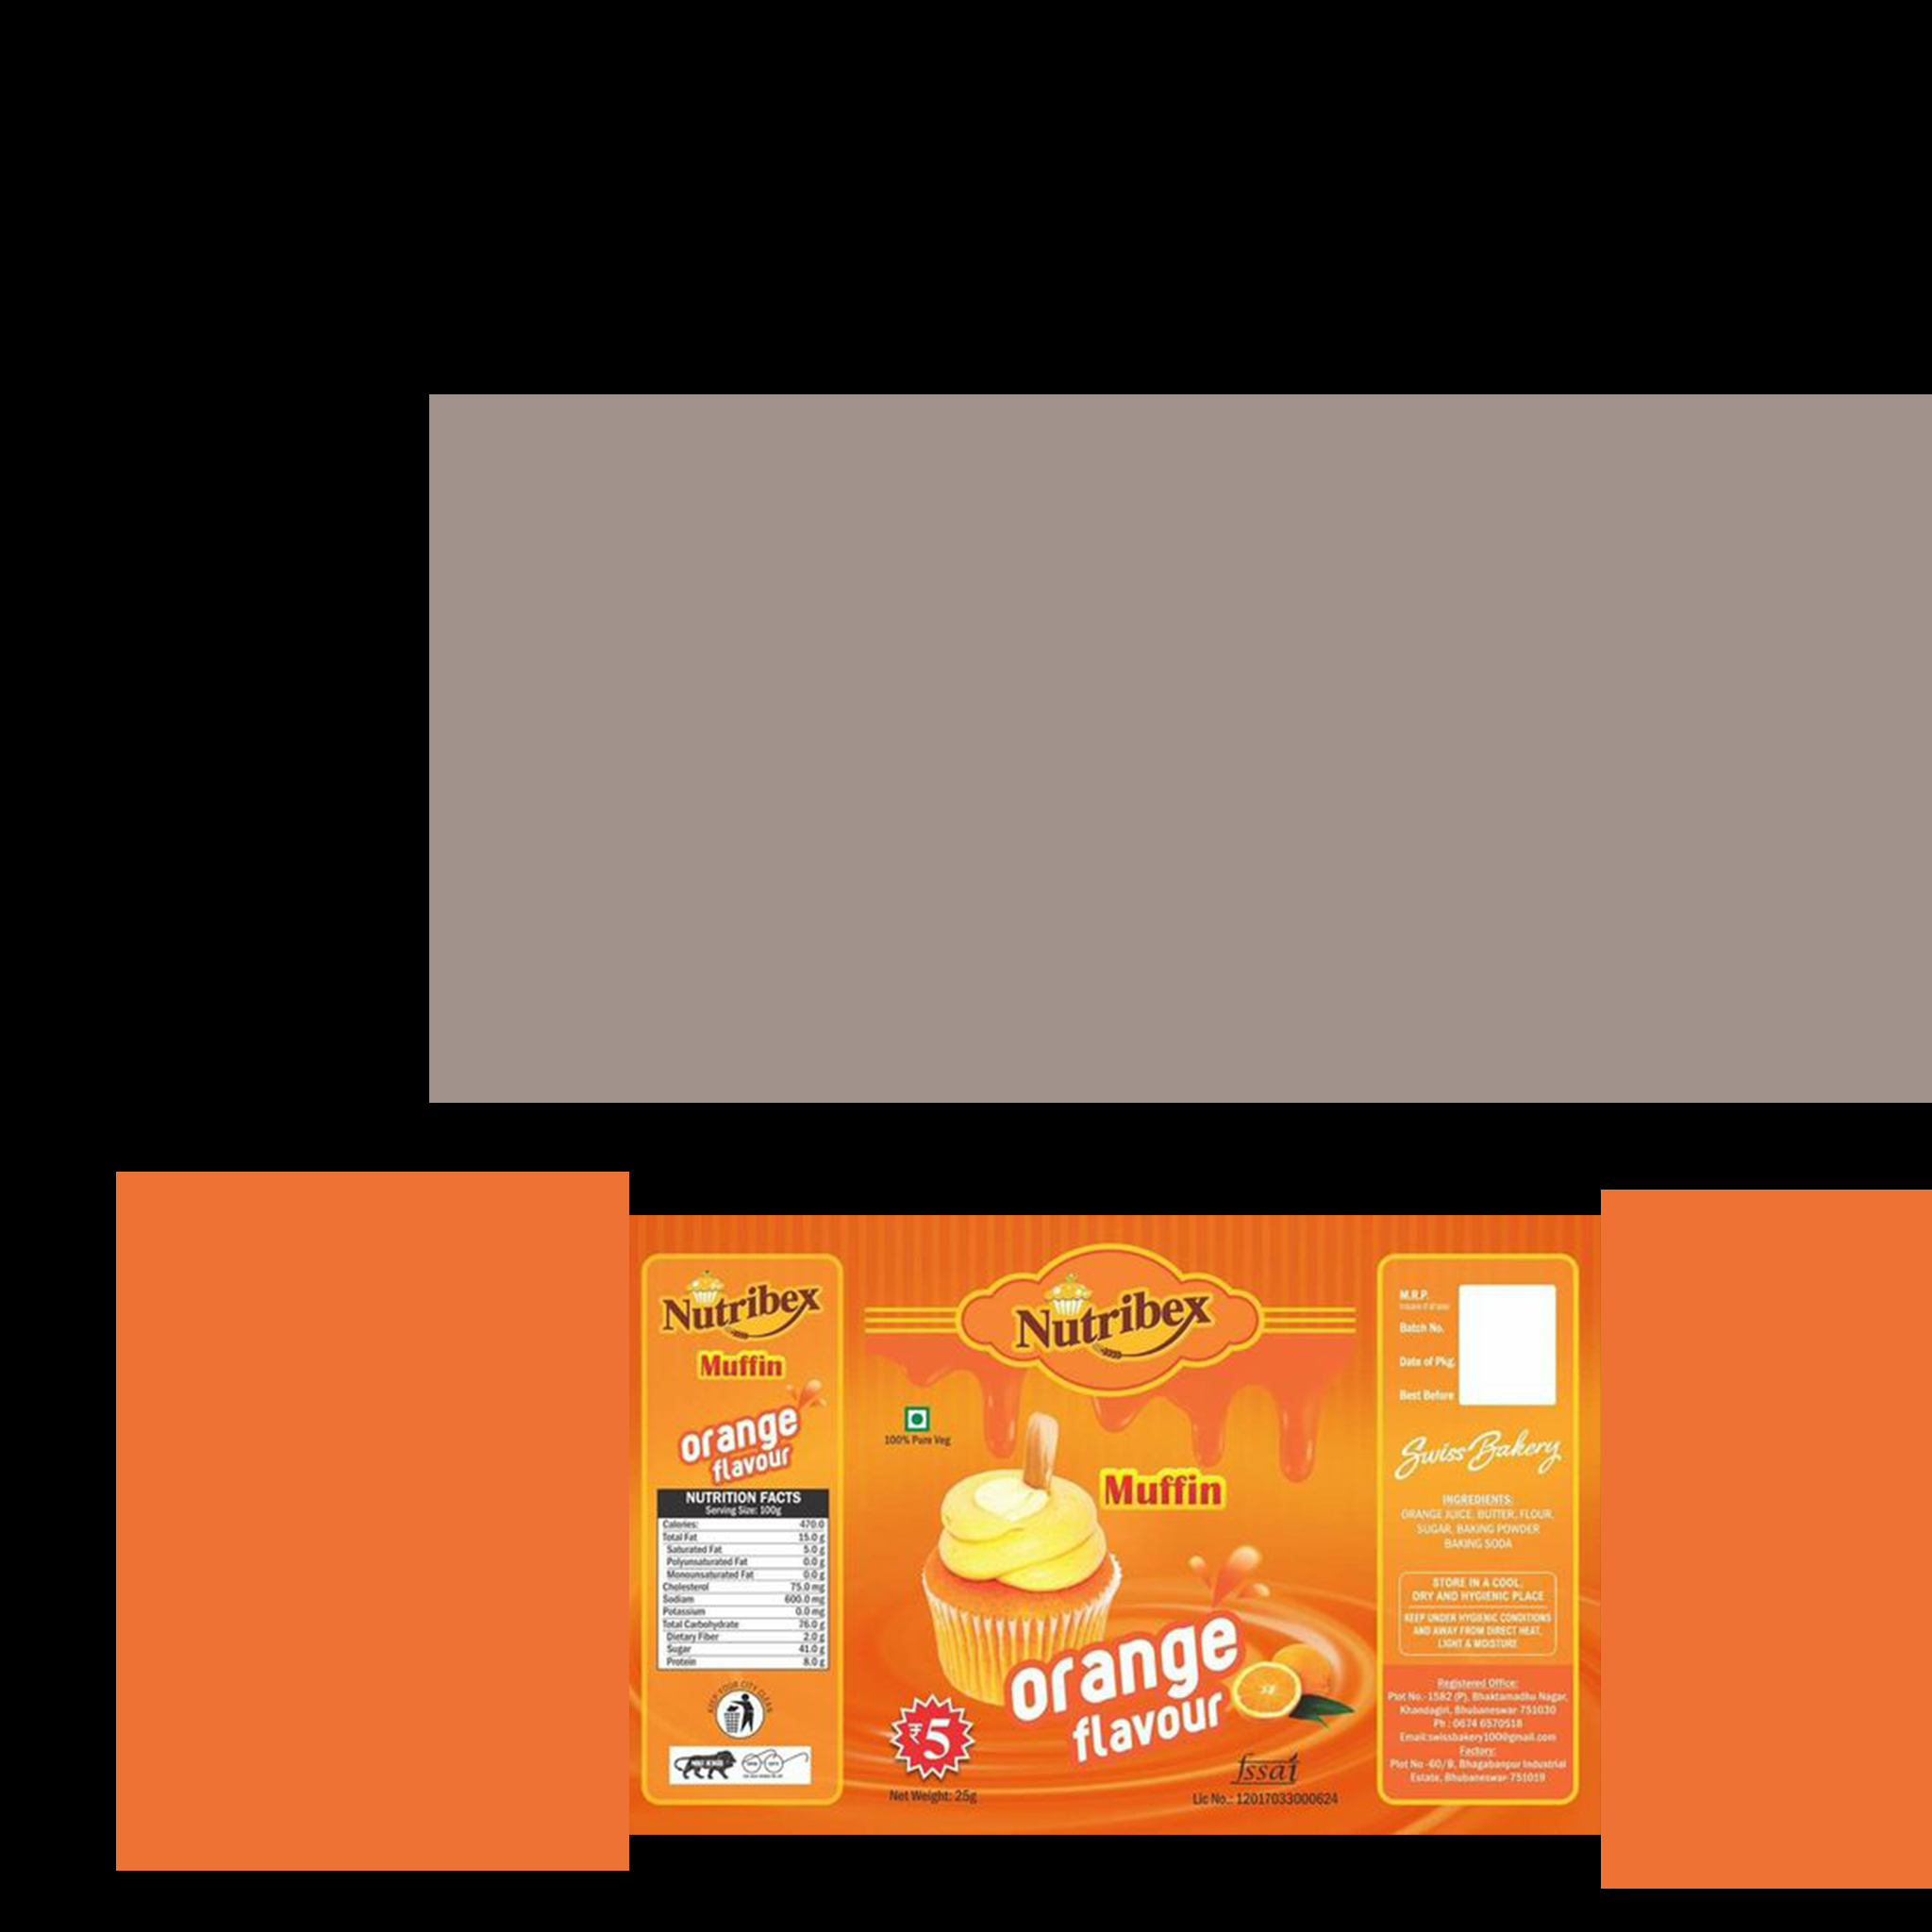 Nutribex
Muffin
orange
flavour
NUTRITION FACTS
Serving Size: 100g
Calories: 470.0
Total Fat 15.0 g
Saturated Fat 5.0 g
Polyunsaturated Fat 0.0 g
Monounsaturated Fat 0.0 g
Cholesterol 75.0 mg
Sodiam 600.0 mg
Potassium 0.0 mg
Total Carbohydrate 76.0 g
Dietary Fiber 2.0 g
Sugar 41.0 g
Protein 8.0 g
KEEP YOUR CITY CLEAN
Nutribex
100% Pure Veg
Muffin
orange
flavour
₹5
Net Weight: 25g
fssai
Lic No.: 12017033000624
M.R.P.
Batch No.
Date of Pkg.
Best Before
Swiss Bakery
INGREDIENTS:
ORANGE JUICE, BUTTER, FLOUR,
SUGAR, BAKING POWDER
BAKING SODA
STORE IN A COOL,
DRY AND HYGIENIC PLACE
KEEP UNDER HYGIENIC CONDITIONS
AND AWAY FROM DIRECT HEAT,
LIGHT & MOISTURE
Registered Office:
Plot No.-1582 (P), Bhaktamadhu Nagar,
Khandagiri, Bhubaneswar 751030
Ph : 0674 6570518
Email:swissbakery100@gmail.com
Factory:
Plot No -60/B, Bhagabanpur Industrial
Estate, Bhubaneswar-751019